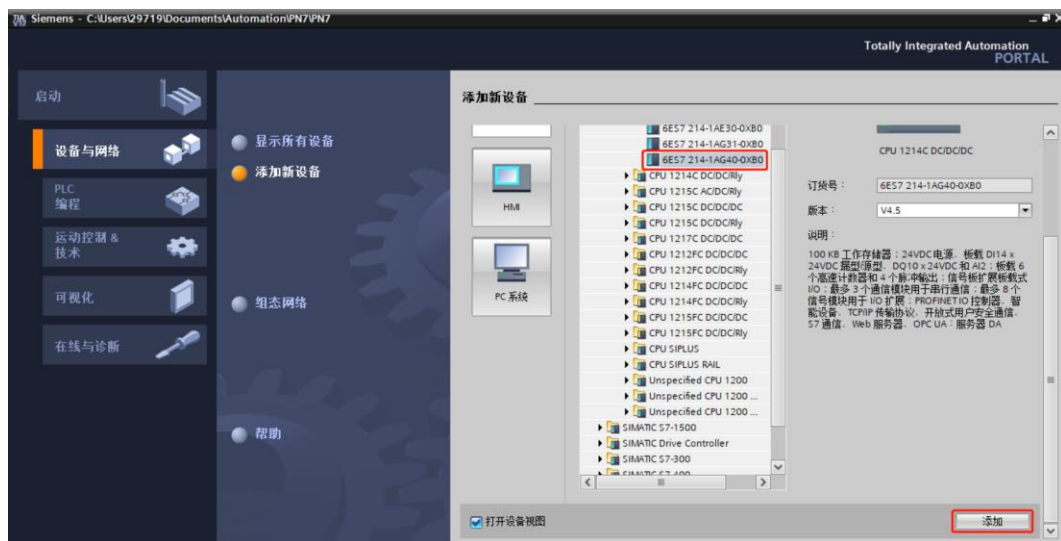 Siemens - C:\Users\29719\Documents\Automation\PN7\PN7
Totally Integrated Automation
PORTAL
启动
设备与网络
PLC
编程
运动控制 &
技术
可视化
在线与诊断
显示所有设备
添加新设备
组态网络
帮助
添加新设备
HMI
PC 系统
6ES7 214-1AE30-0XB0
6ES7 214-1AG31-0XB0
6ES7 214-1AG40-0XB0
CPU 1214C DC/DC/Rly
CPU 1215C AC/DC/Rly
CPU 1215C DC/DC/DC
CPU 1215C DC/DC/Rly
CPU 1217C DC/DC/DC
CPU 1212FC DC/DC/DC
CPU 1212FC DC/DC/Rly
CPU 1214FC DC/DC/DC
CPU 1214FC DC/DC/Rly
CPU 1215FC DC/DC/DC
CPU 1215FC DC/DC/Rly
CPU SIPLUS
CPU SIPLUS RAIL
Unspecified CPU 1200
Unspecified CPU 1200 ...
Unspecified CPU 1200 ...
SIMATIC S7-1500
SIMATIC Drive Controller
SIMATIC S7-300
SIMATIC S7-400
CPU 1214C DC/DC/DC
订货号： 6ES7 214-1AG40-0XB0
版本： V4.5
说明：
100 KB 工作存储器；24VDC电源，板载 DI14 x
24VDC 漏型/源型，DQ10 x 24VDC 和 AI2；板载 6
个高速计数器和 4 个脉冲输出；信号板扩展板载式
I/O；最多 3 个通信模块用于串行通信；最多 8 个
信号模块用于 I/O 扩展；PROFINET IO 控制器、智
能设备、TCP/IP 传输协议、开放式用户安全通信、
S7 通信、Web 服务器、OPC UA：服务器 DA
打开设备视图
添加